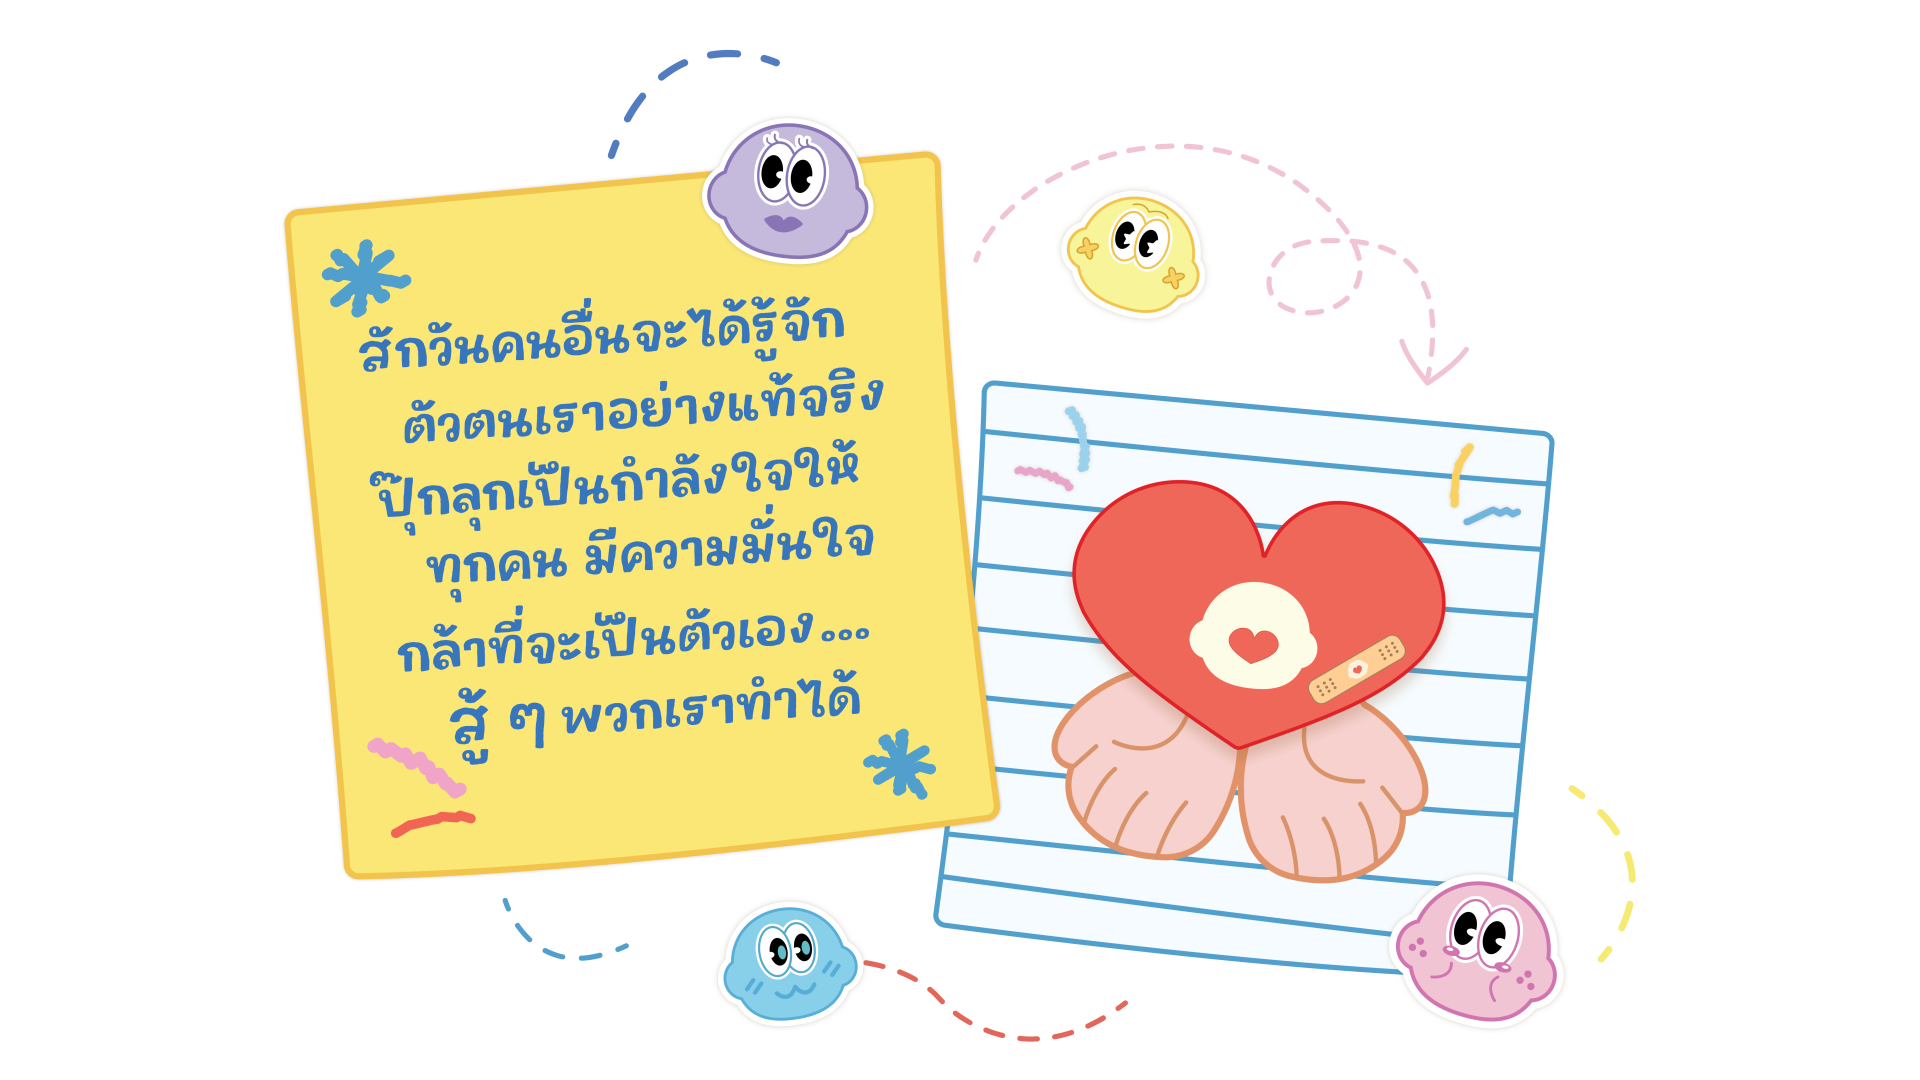 สักวันคนอื่นจะได้รู้จัก
ตัวตนเราอย่างแท้จริง
ปุ๊กลุกเป็นกำลังใจให้
ทุกคน มีความมั่นใจ
กล้าที่จะเป็นตัวเอง...
สู้ ๆ พวกเราทำได้